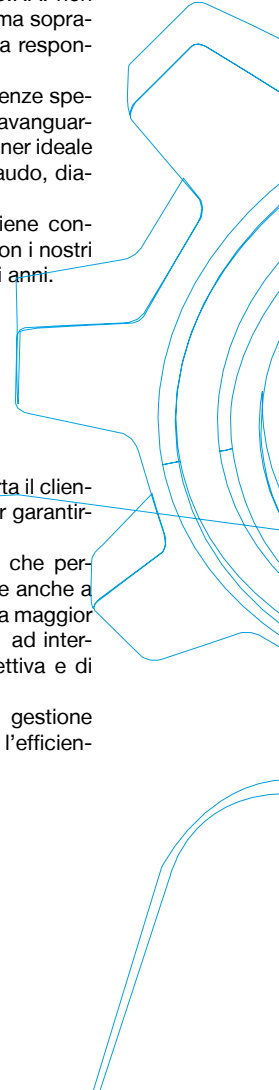 ma sopra-
a respon-
enze spe-
avanguar-
ner ideale
audo, dia-
iene con-
on i nostri
i anni.
rta il clien-
r garantir-
che per-
e anche a
a maggior
ad inter-
ettiva e di
gestione
l'efficien-